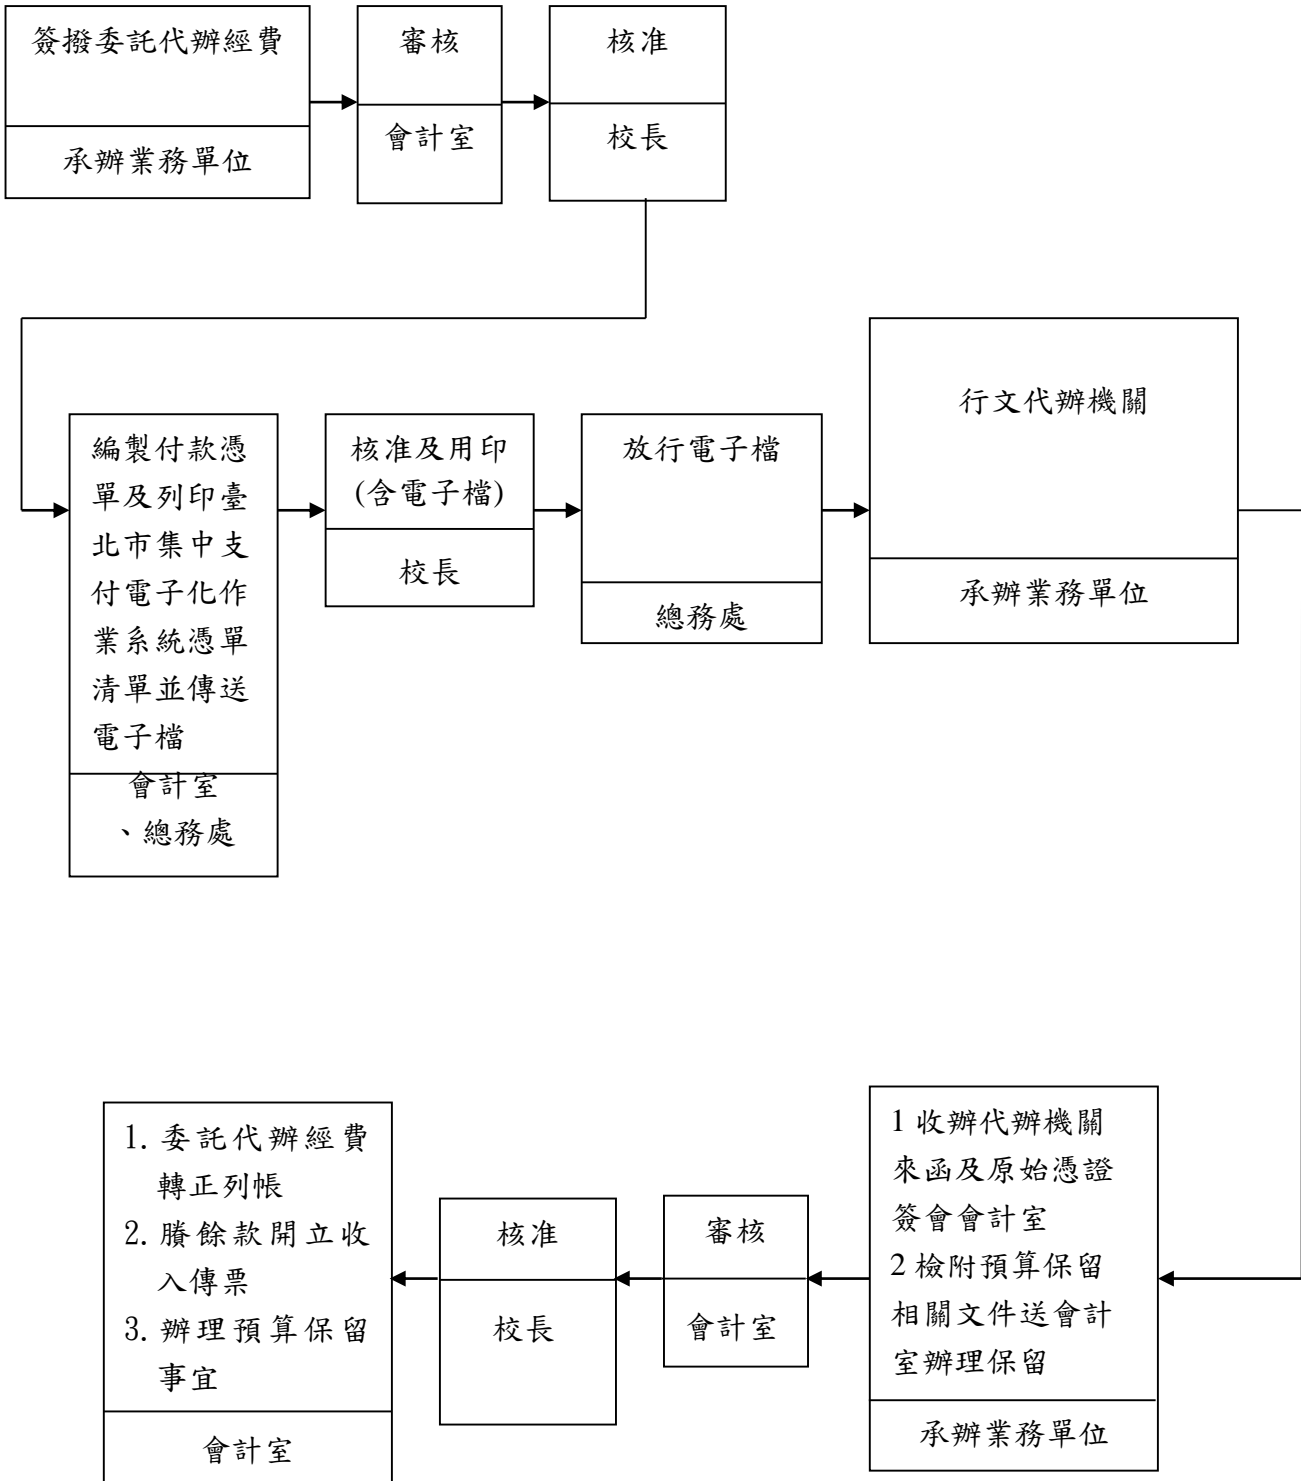 簽撥委託代辦經費
承辦業務單位
審核
會計室
核准
校長
編製付款憑
單及列印臺
北市集中支
付電子化作
業系統憑單
清單並傳送
電子檔
會計室
、總務處
核准及用印
(含電子檔)
校長
放行電子檔
總務處
行文代辦機關
承辦業務單位
1 收辦代辦機關
來函及原始憑證
簽會會計室
2 檢附預算保留
相關文件送會計
室辦理保留
承辦業務單位
審核
會計室
核准
校長
1. 委託代辦經費
轉正列帳
2. 賸餘款開立收
入傳票
3. 辦理預算保留
事宜
會計室